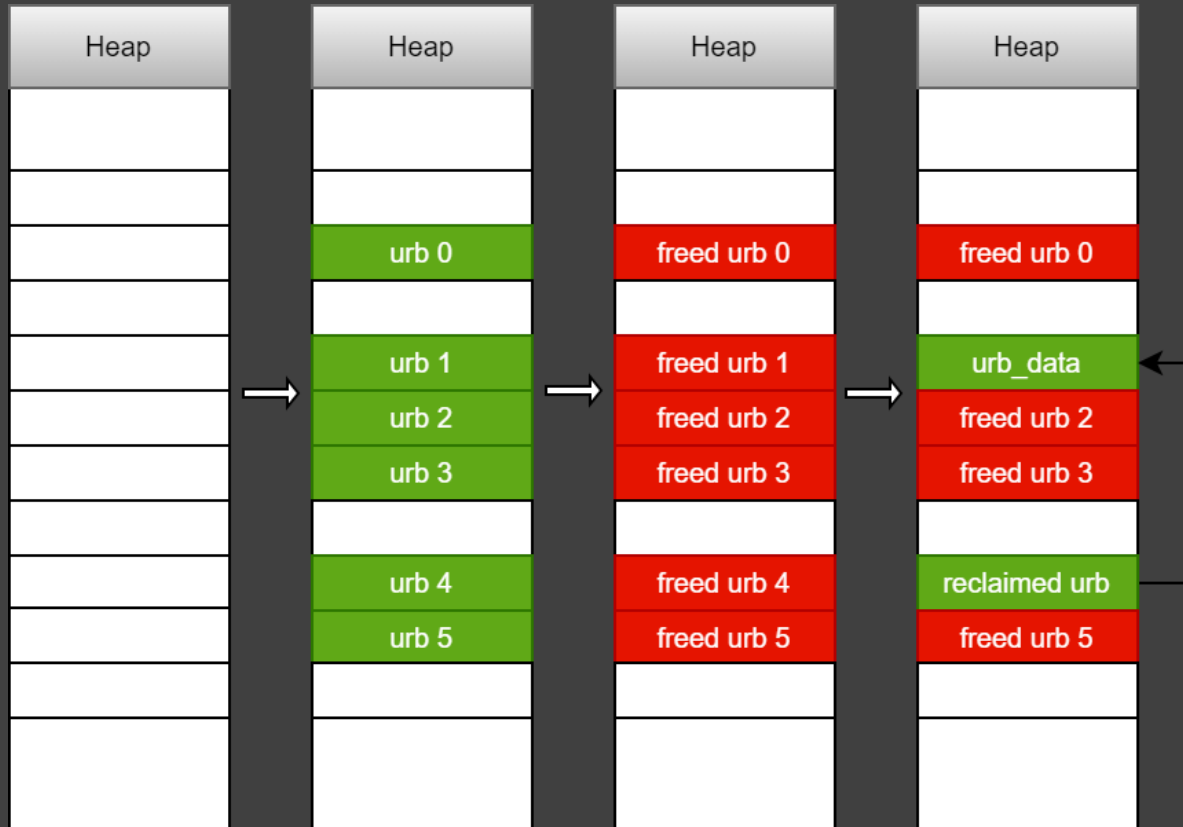 Heap
Heap
Heap
Heap
urb 0
freed urb 0
freed urb 0
urb 1
freed urb 1
urb_data
urb 2
freed urb 2
freed urb 2
urb 3
freed urb 3
freed urb 3
urb 4
freed urb 4
reclaimed urb
urb 5
freed urb 5
freed urb 5